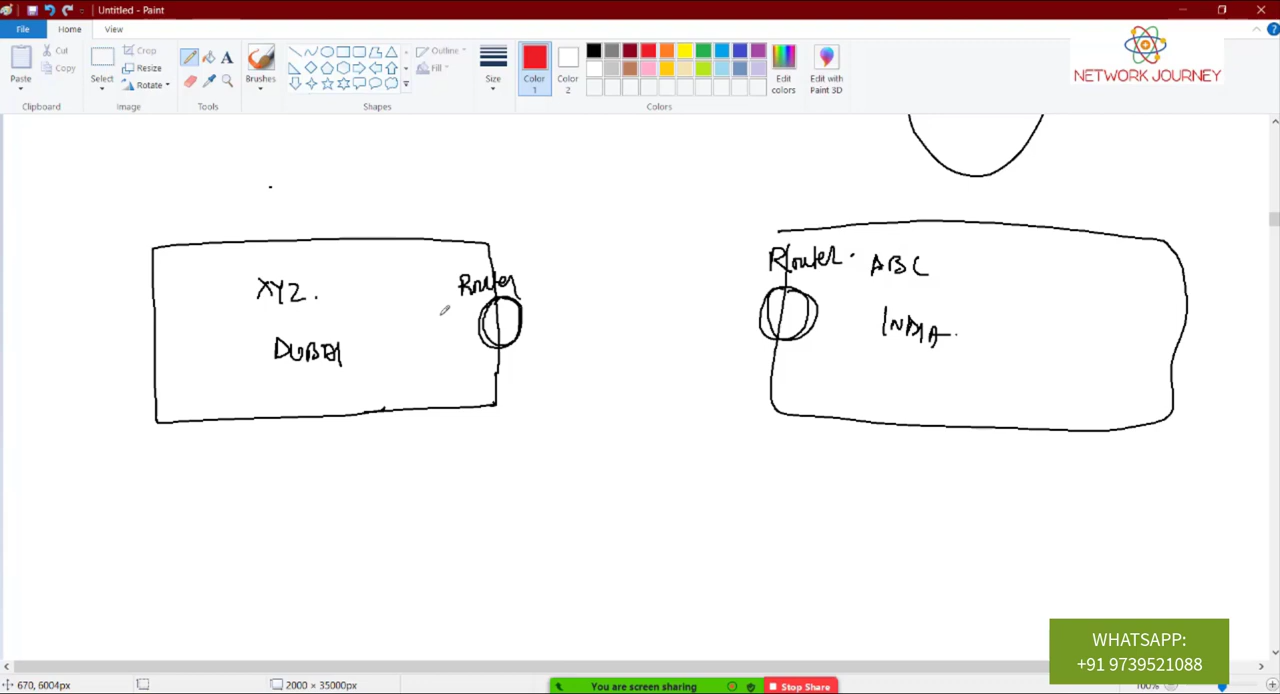 Untitled - Paint
File
Home
View
Paste
Cut
Copy
Clipboard
Select
Crop
Resize
Rotate
Image
Tools
Brushes
Shapes
Outline
Fill
Size
Color
1
Color
2
Colors
Edit
colors
Edit with
Paint 3D
NETWORK JOURNEY
XYZ.
DUBAI
Router
Router.
ABC
INDIA.
WHATSAPP:
+91 9739521088
670, 6004px
2000 × 35000px
You are screen sharing
Stop Share
100%